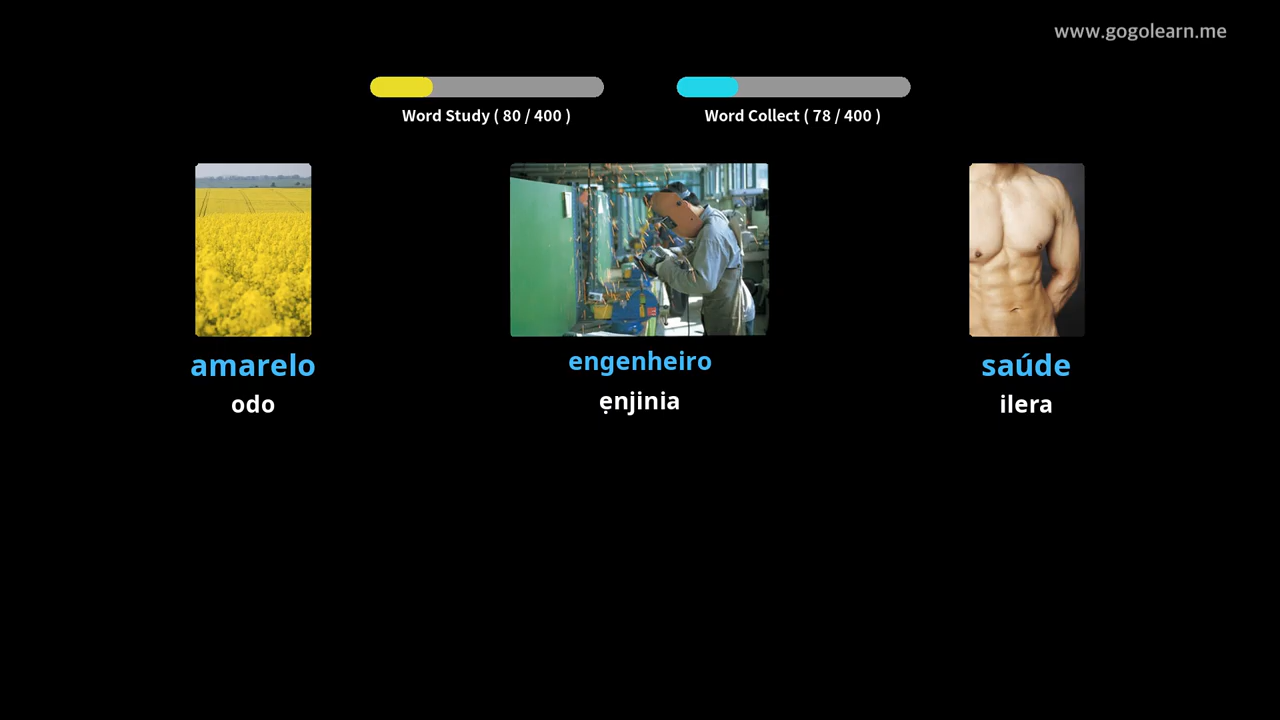 www.gogolearn.me
Word Study ( 80 / 400 )
Word Collect ( 78 / 400 )
amarelo
odo
engenheiro
ẹnjinia
saúde
ilera